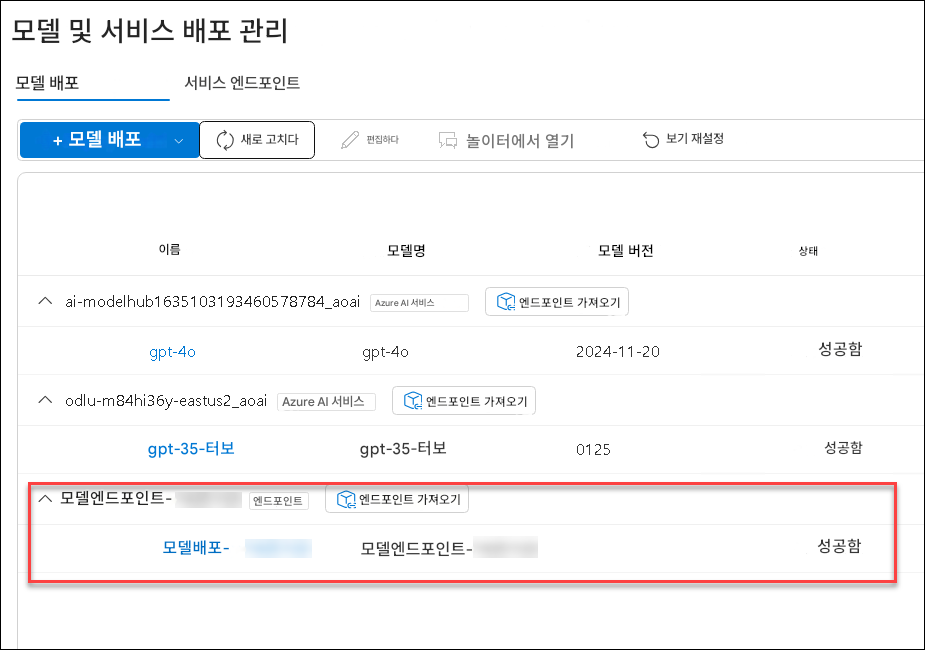 모델 및 서비스 배포 관리
모델 배포 서비스 엔드포인트
+ 모델 배포 새로 고치다 편집하다 놀이터에서 열기 보기 재설정
이름 모델명 모델 버전 상태
ai-modelhub1635103193460578784_aoai Azure AI 서비스 엔드포인트 가져오기
gpt-4o gpt-4o 2024-11-20 성공함
odlu-m84hi36y-eastus2_aoai Azure AI 서비스 엔드포인트 가져오기
gpt-35-터보 gpt-35-터보 0125 성공함
모델엔드포인트- 엔드포인트 엔드포인트 가져오기
모델배포- 모델엔드포인트- 성공함